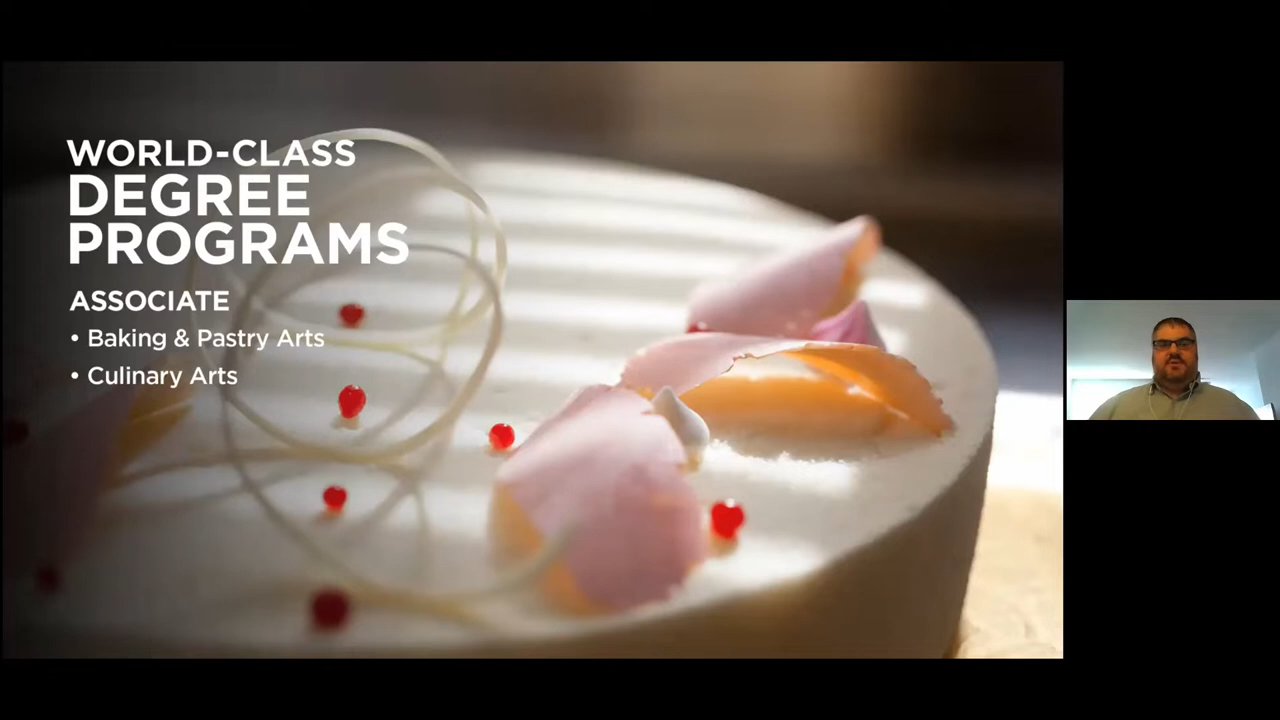 WORLD-CLASS
DEGREE
PROGRAMS
ASSOCIATE
• Baking & Pastry Arts
• Culinary Arts